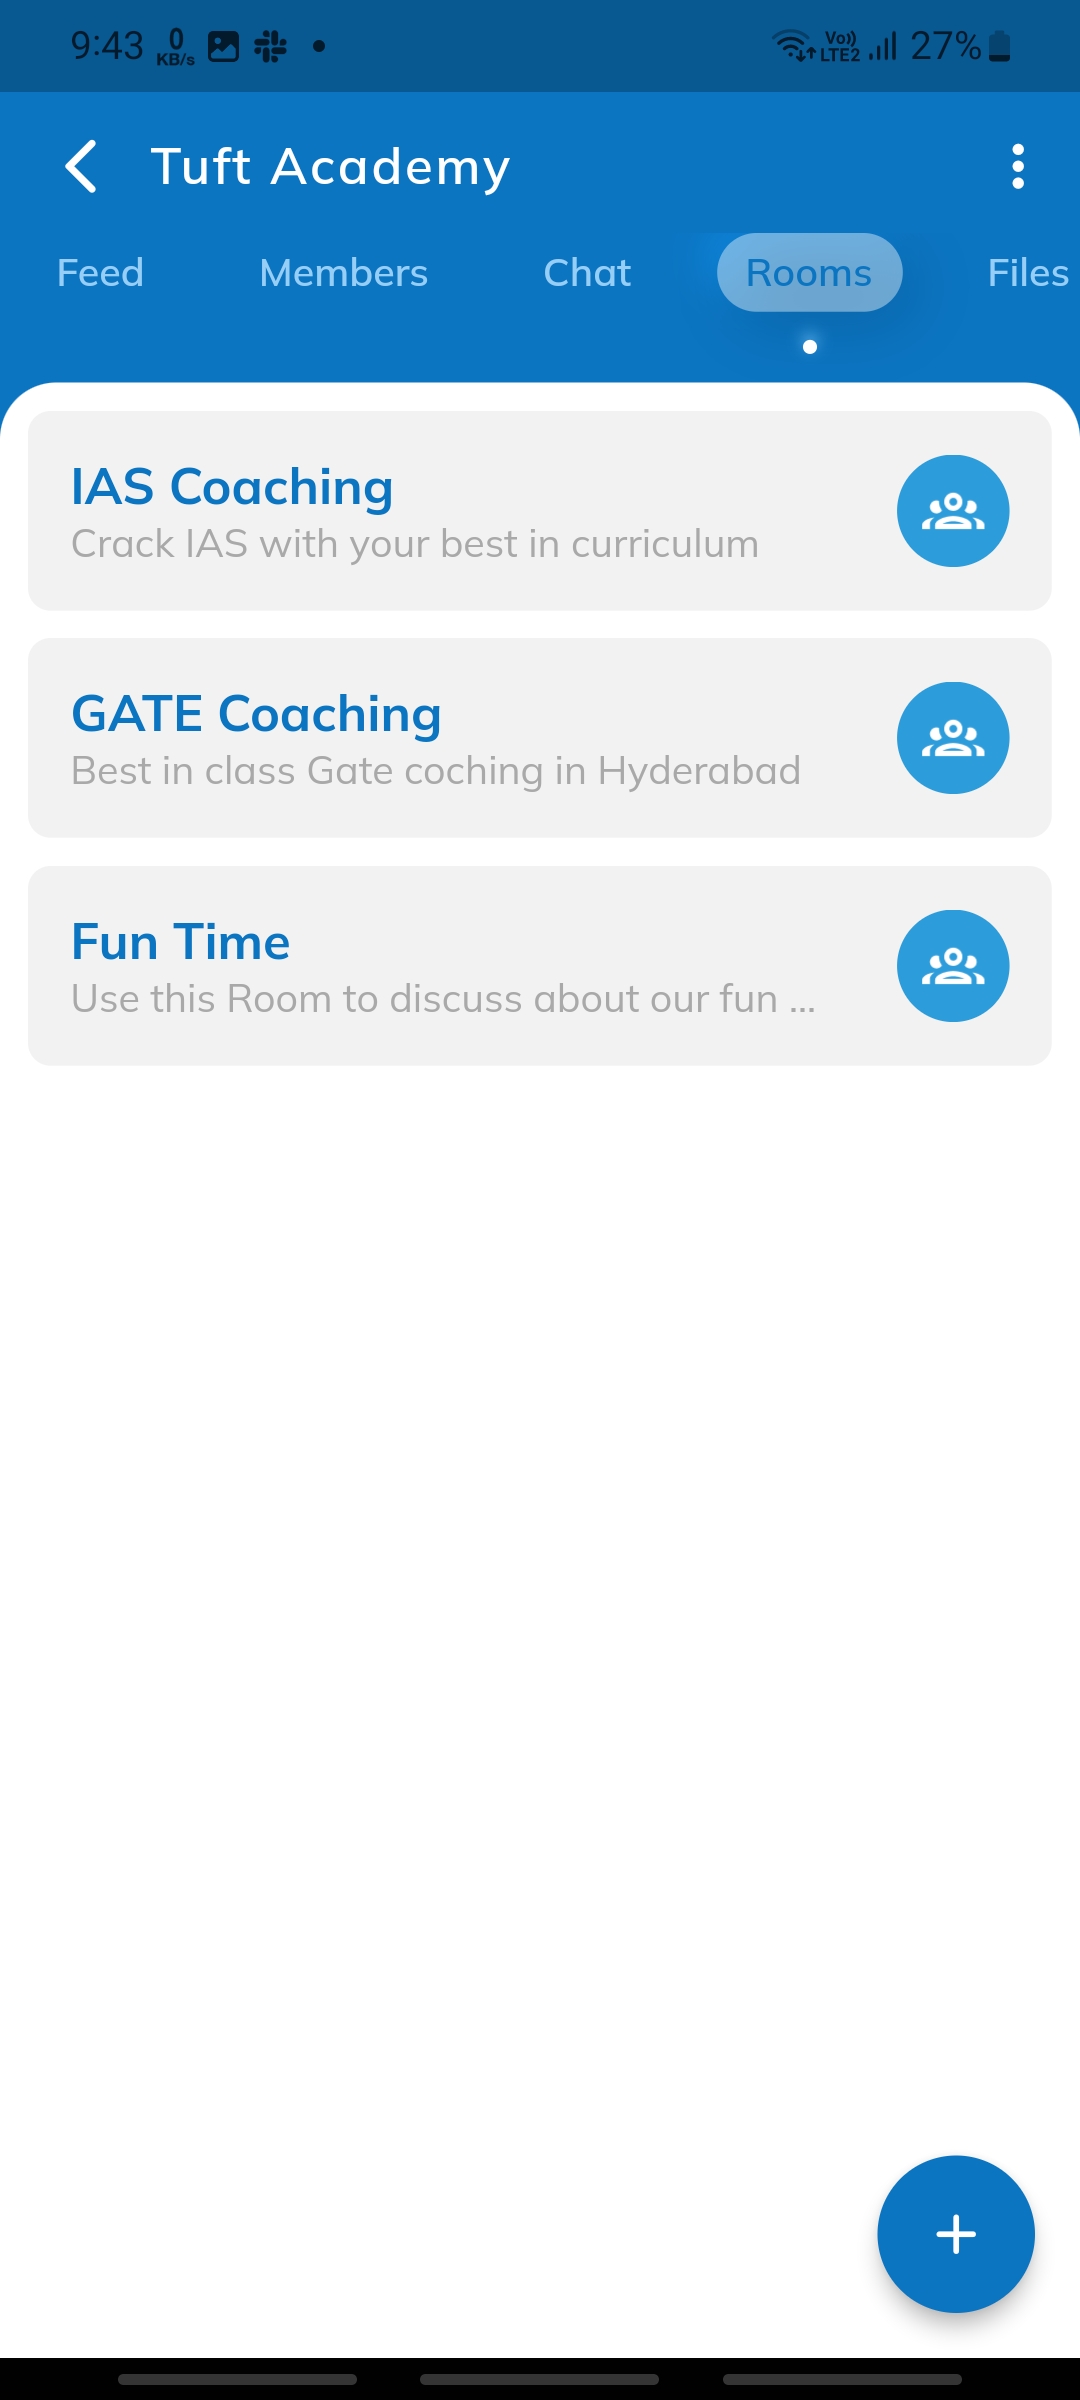 9:43 0 KB/s Vo)) LTE2 27%
Tuft Academy
Feed Members Chat Rooms Files
IAS Coaching
Crack IAS with your best in curriculum
GATE Coaching
Best in class Gate coching in Hyderabad
Fun Time
Use this Room to discuss about our fun ...